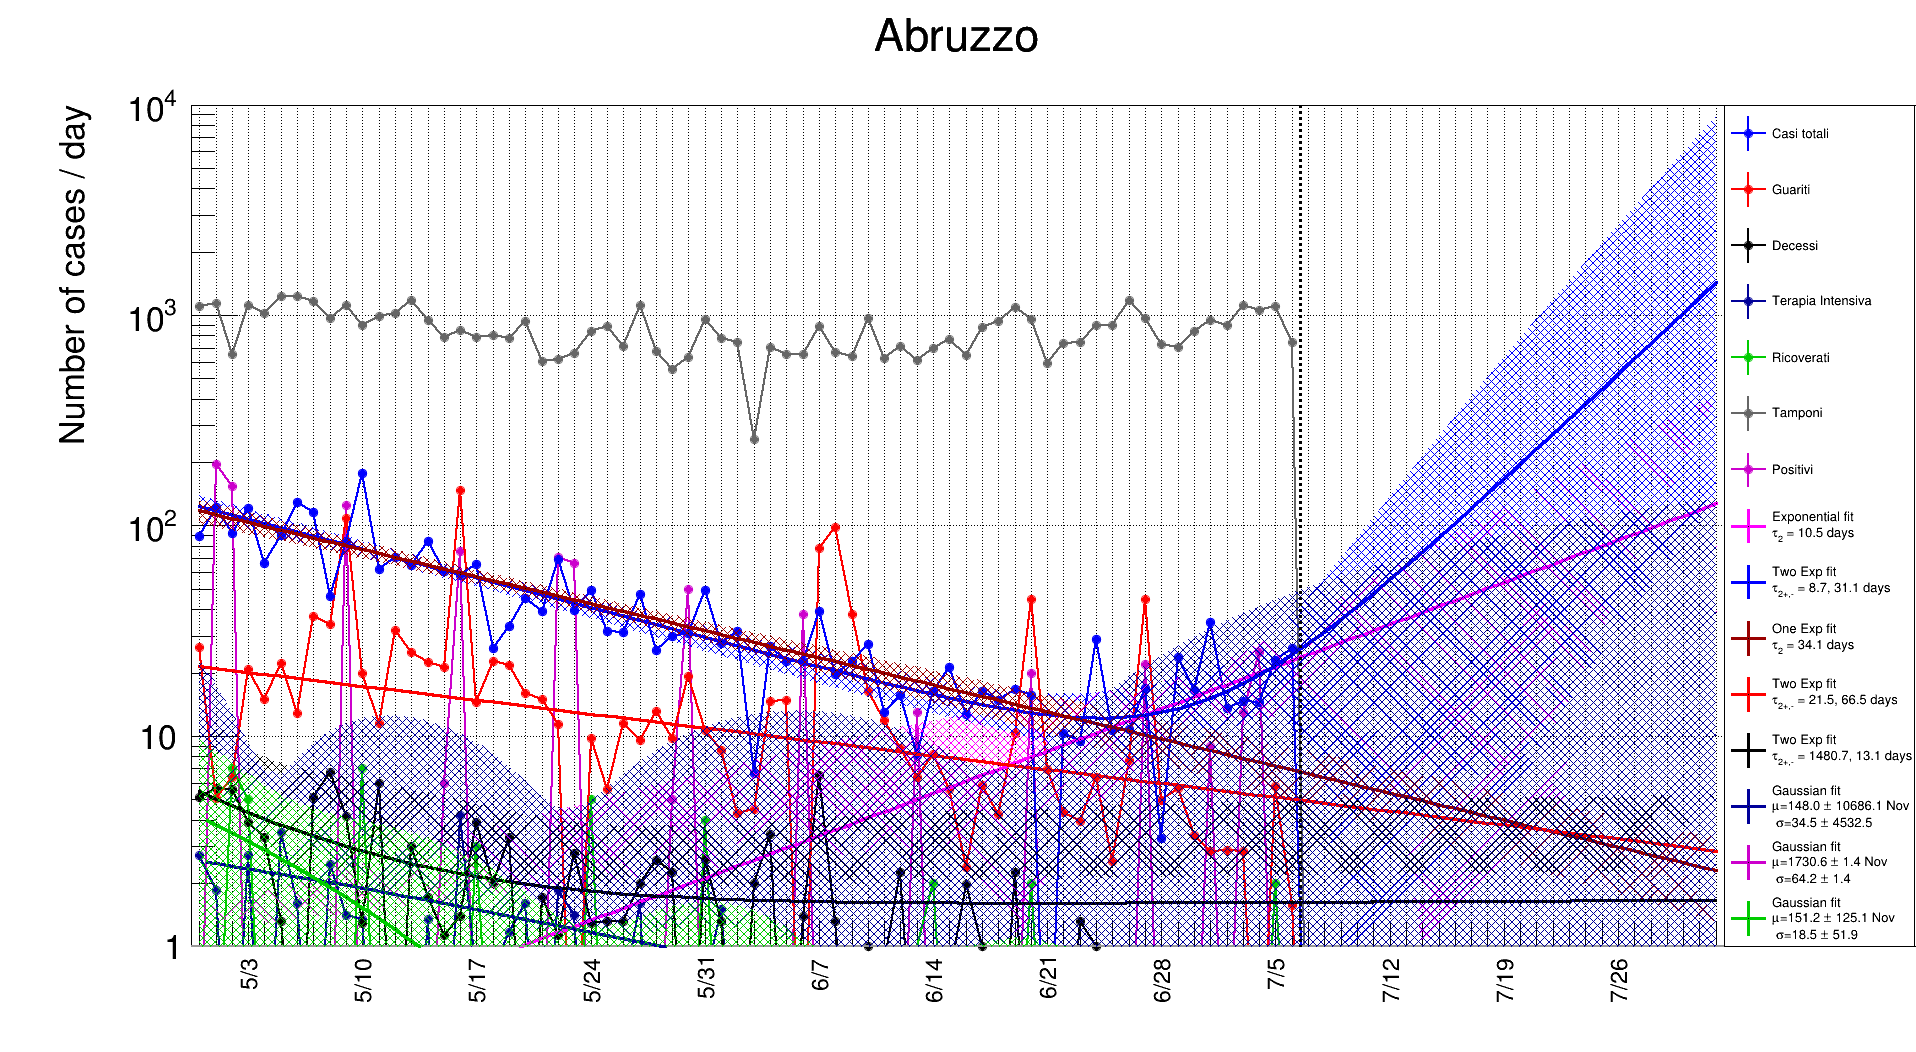 Abruzzo
Number of cases / day
10^4
10^3
10^2
10
1
5/3
5/10
5/17
5/24
5/31
6/7
6/14
6/21
6/28
7/5
7/12
7/19
7/26
Casi totali
Guariti
Decessi
Terapia Intensiva
Ricoverati
Tamponi
Positivi
Exponential fit
τ2 = 10.5 days
Two Exp fit
τ2+,- = 8.7, 31.1 days
One Exp fit
τ2 = 34.1 days
Two Exp fit
τ2+,- = 21.5, 66.5 days
Two Exp fit
τ2+,- = 1480.7, 13.1 days
Gaussian fit
μ=148.0 ± 10686.1 Nov
σ=34.5 ± 4532.5
Gaussian fit
μ=1730.6 ± 1.4 Nov
σ=64.2 ± 1.4
Gaussian fit
μ=151.2 ± 125.1 Nov
σ=18.5 ± 51.9